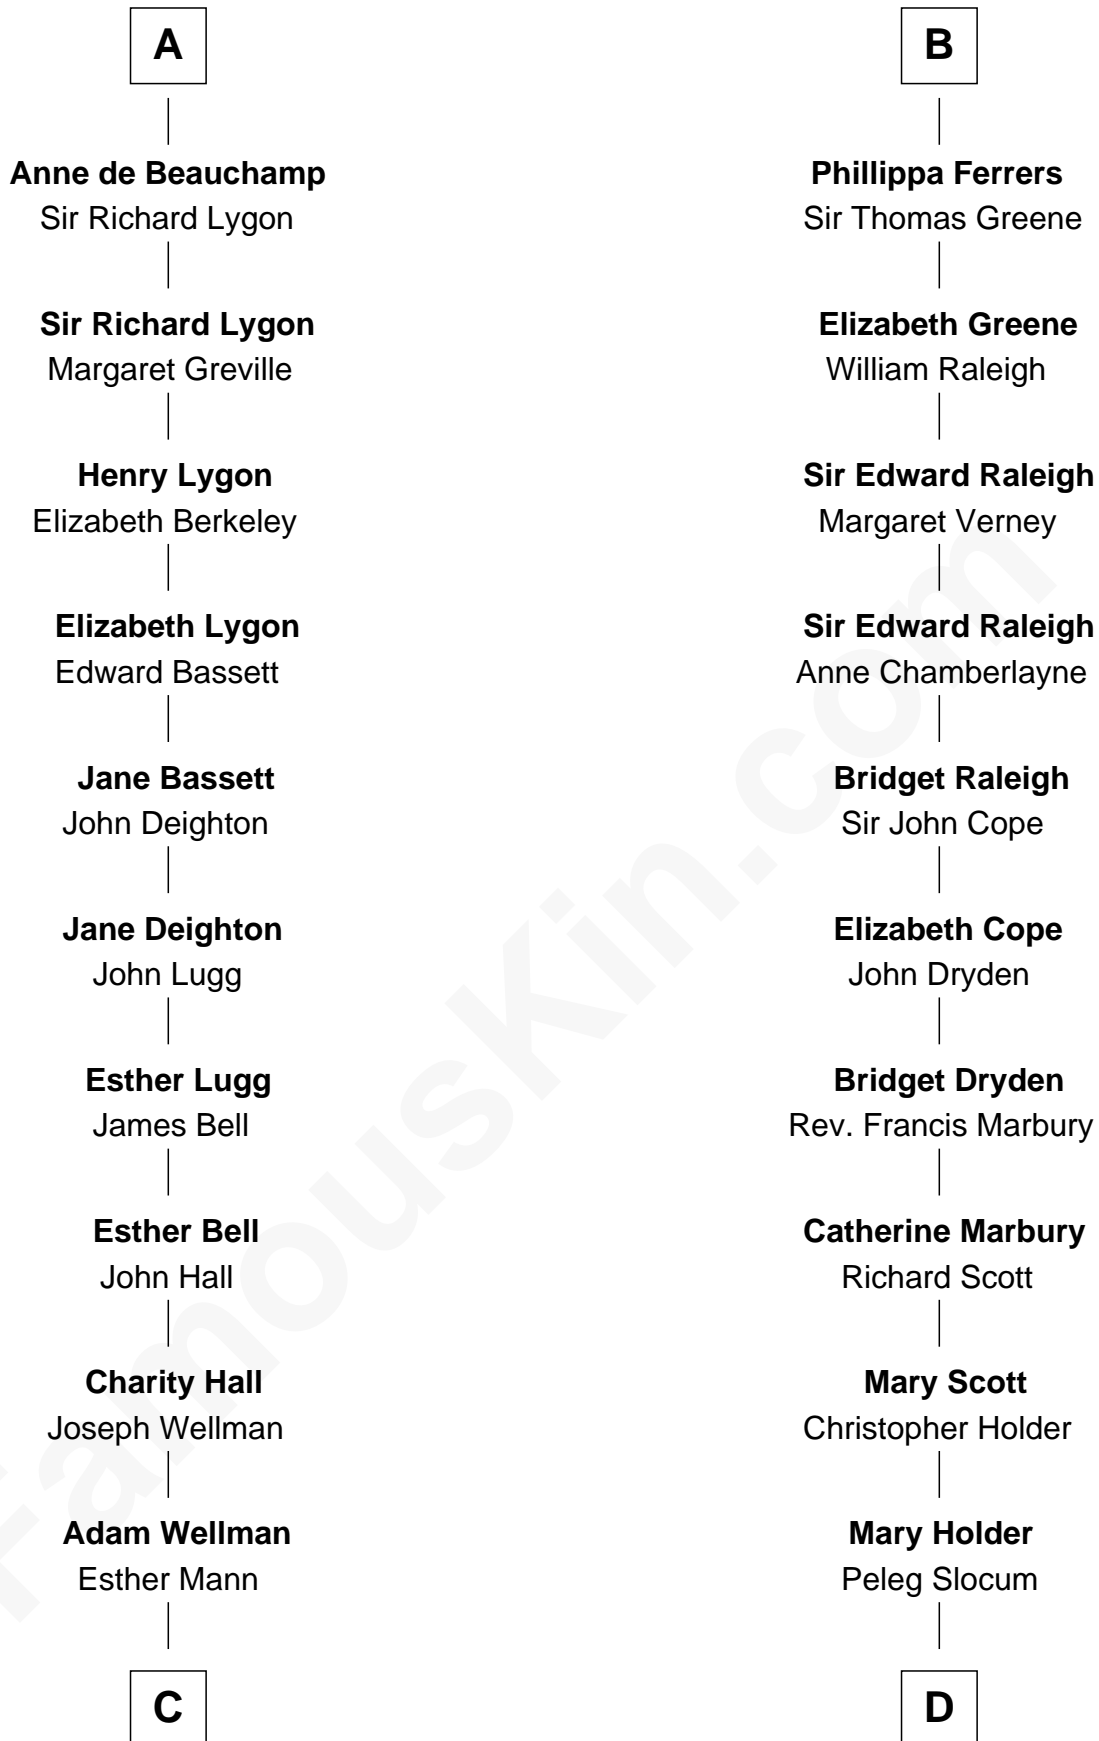 A
Anne de Beauchamp
Sir Richard Lygon
Sir Richard Lygon
Margaret Greville
Henry Lygon
Elizabeth Berkeley
Elizabeth Lygon
Edward Bassett
Jane Bassett
John Deighton
Jane Deighton
John Lugg
Esther Lugg
James Bell
Esther Bell
John Hall
Charity Hall
Joseph Wellman
Adam Wellman
Esther Mann
C
B
Phillippa Ferrers
Sir Thomas Greene
Elizabeth Greene
William Raleigh
Sir Edward Raleigh
Margaret Verney
Sir Edward Raleigh
Anne Chamberlayne
Bridget Raleigh
Sir John Cope
Elizabeth Cope
John Dryden
Bridget Dryden
Rev. Francis Marbury
Catherine Marbury
Richard Scott
Mary Scott
Christopher Holder
Mary Holder
Peleg Slocum
D
FamousKin.com